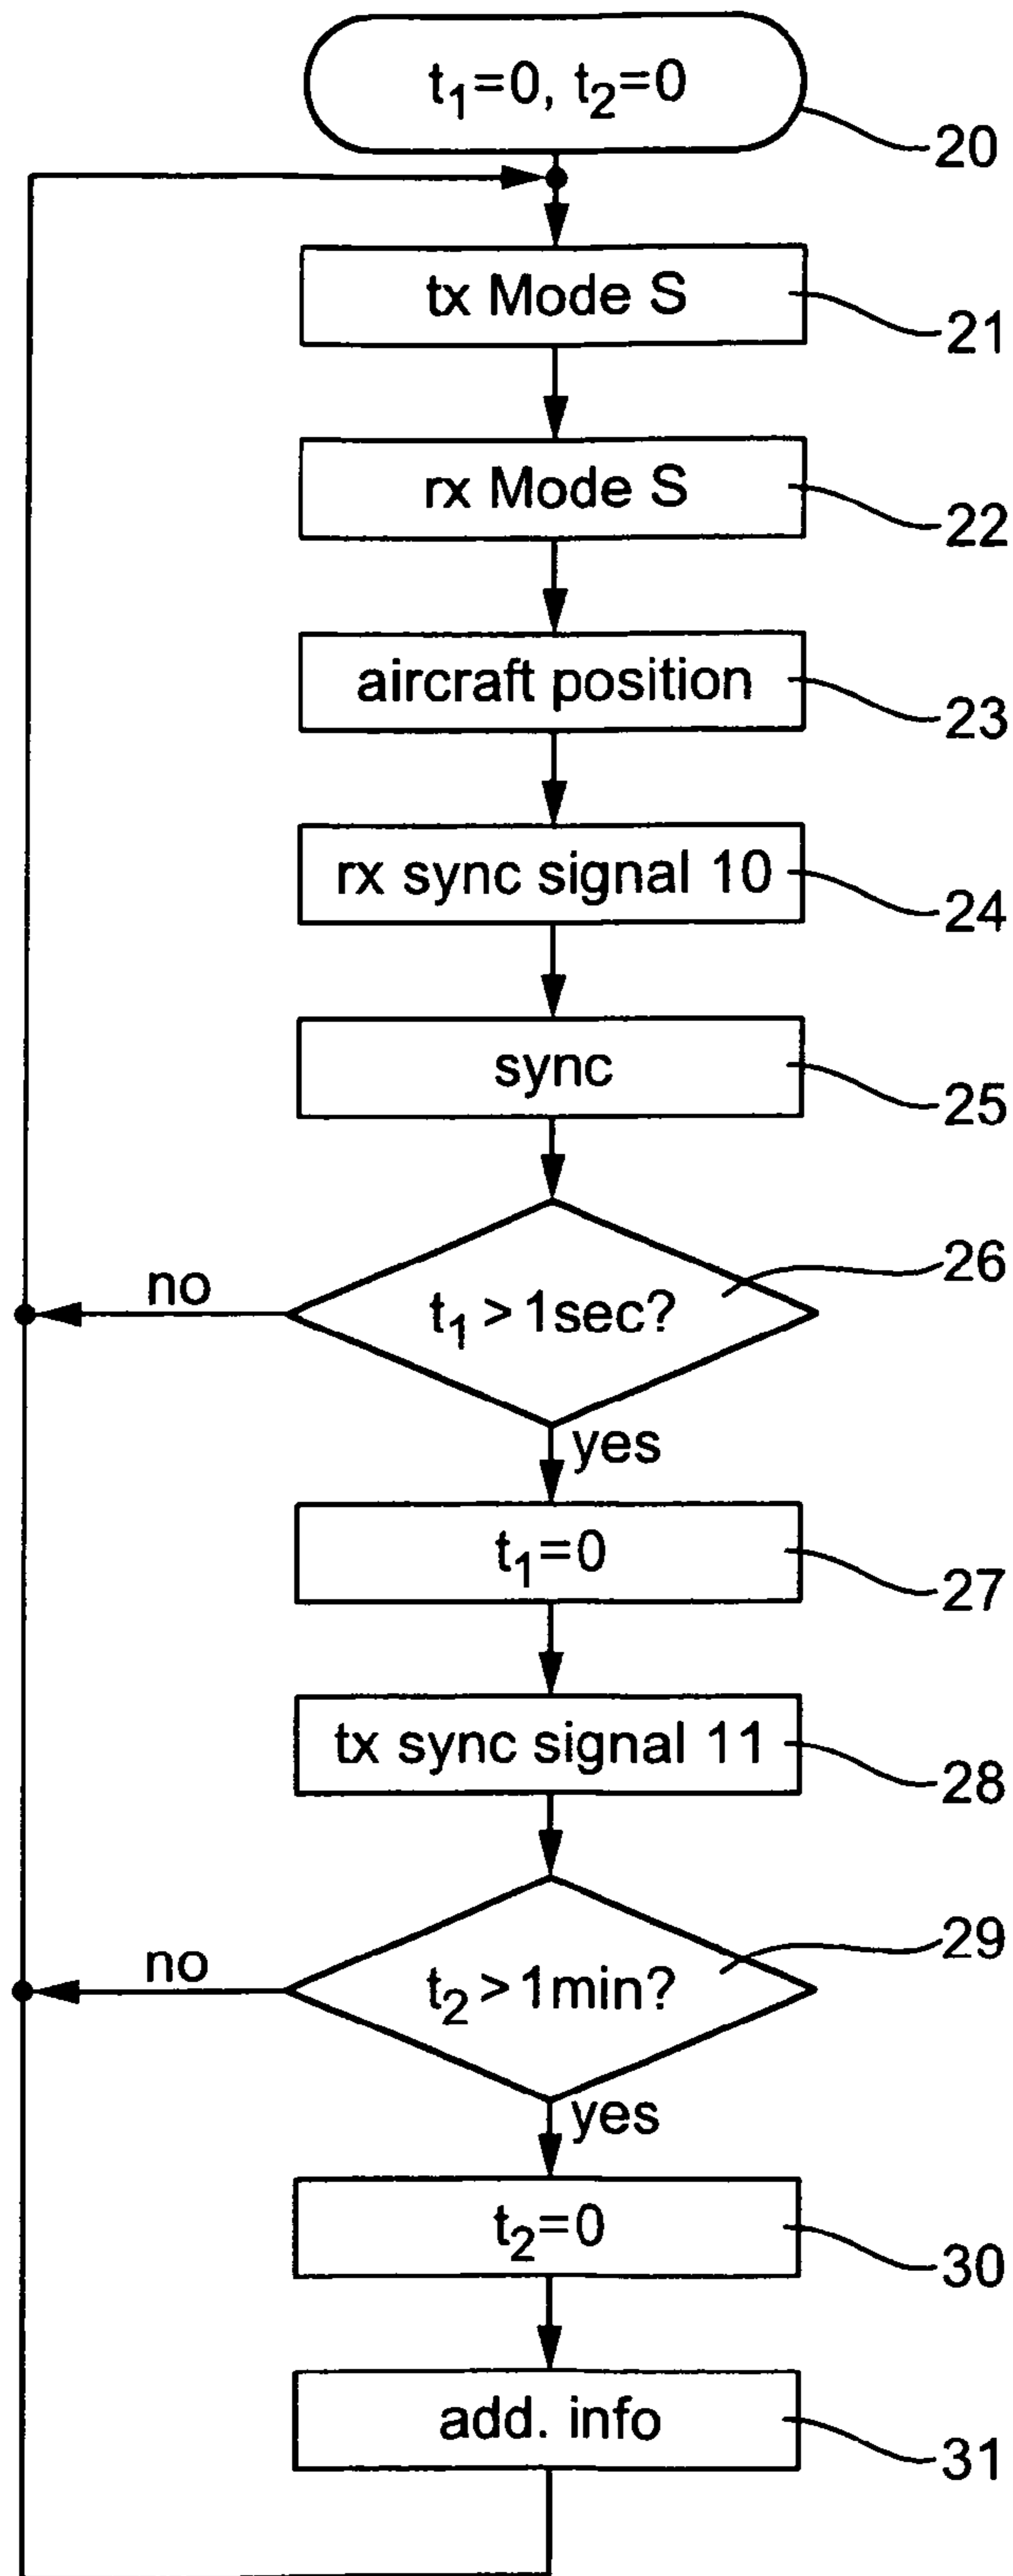 t₁=0, t₂=0
20
tx Mode S
21
rx Mode S
22
aircraft position
23
rx sync signal 10
24
sync
25
t₁ > 1sec?
26
no
yes
t₁=0
27
tx sync signal 11
28
t₂ > 1min?
29
no
yes
t₂=0
30
add. info
31